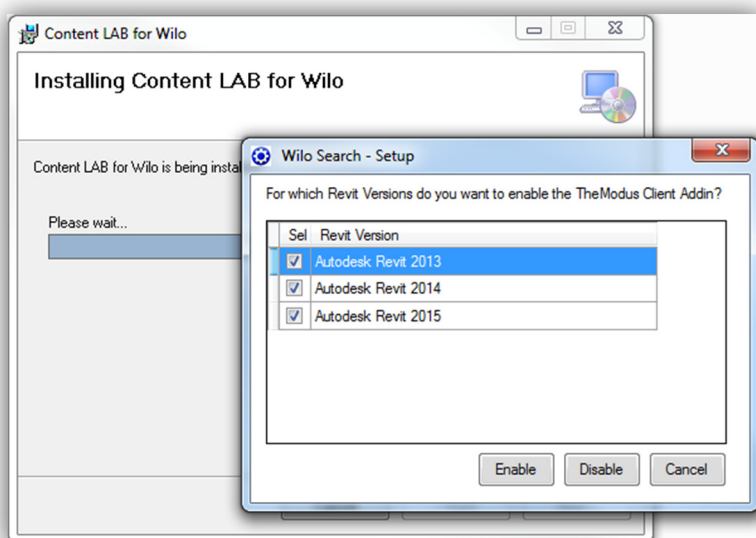 Content LAB for Wilo
Installing Content LAB for Wilo
Content LAB for Wilo is being
Please wait...
Wilo Search - Setup
For which Revit Versions do you want to enable the TheModus Client Addin?
Sel Revit Version
Autodesk Revit 2013
Autodesk Revit 2014
Autodesk Revit 2015
Enable Disable Cancel